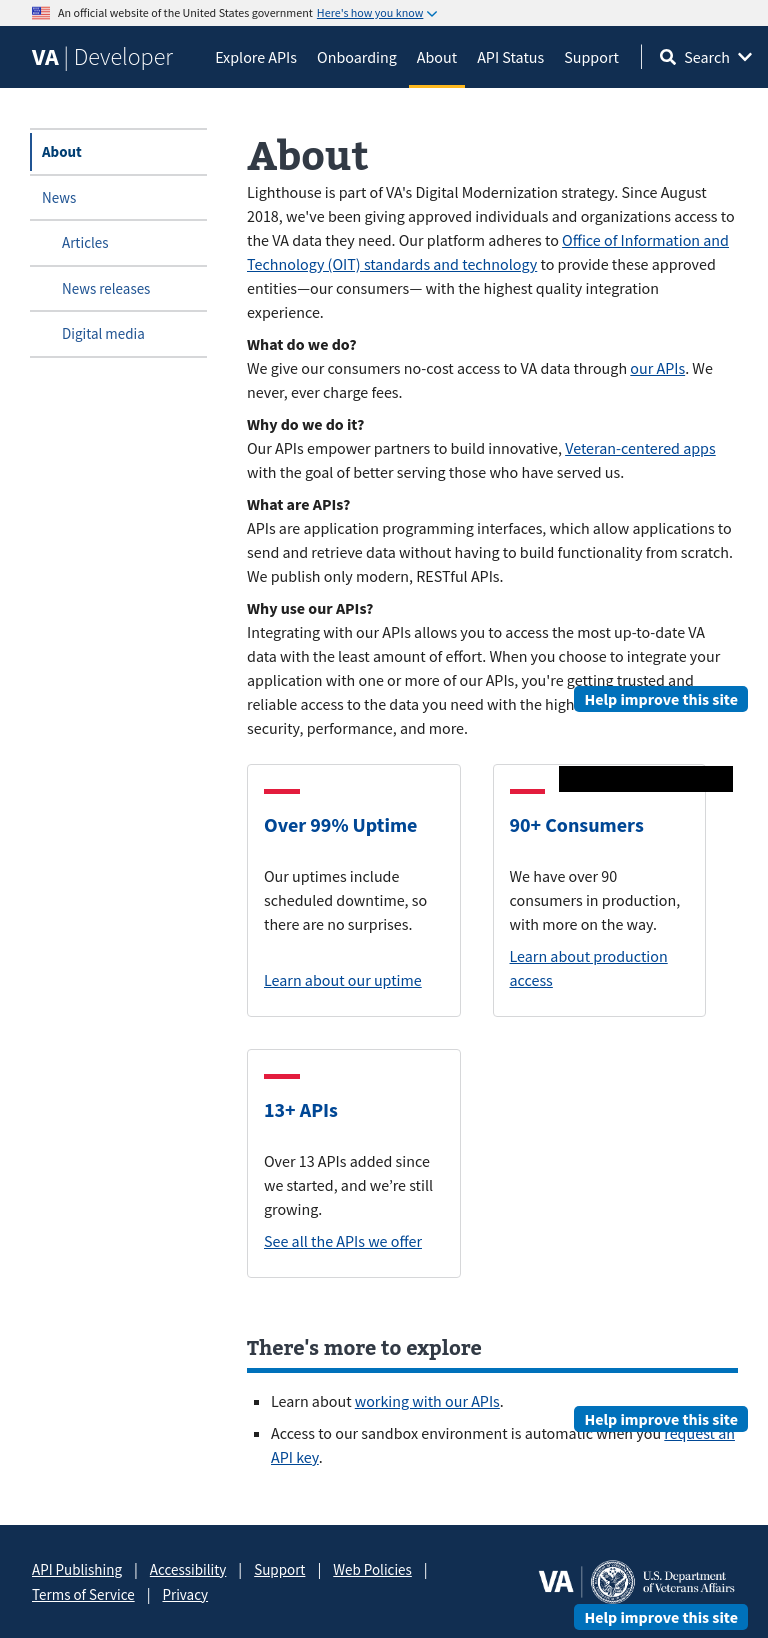 An official website of the United States government Here's how you know
VA | Developer
Explore APIs Onboarding About API Status Support Search
About
News
Articles
News releases
Digital media
About
Lighthouse is part of VA's Digital Modernization strategy. Since August
2018, we've been giving approved individuals and organizations access to
the VA data they need. Our platform adheres to Office of Information and
Technology (OIT) standards and technology to provide these approved
entities—our consumers— with the highest quality integration
experience.
What do we do?
We give our consumers no-cost access to VA data through our APIs. We
never, ever charge fees.
Why do we do it?
Our APIs empower partners to build innovative, Veteran-centered apps
with the goal of better serving those who have served us.
What are APIs?
APIs are application programming interfaces, which allow applications to
send and retrieve data without having to build functionality from scratch.
We publish only modern, RESTful APIs.
Why use our APIs?
Integrating with our APIs allows you to access the most up-to-date VA
data with the least amount of effort. When you choose to integrate your
application with one or more of our APIs, you're getting trusted and
reliable access to the data you need with the high
Help improve this site
security, performance, and more.
Over 99% Uptime
Our uptimes include
scheduled downtime, so
there are no surprises.
Learn about our uptime
90+ Consumers
We have over 90
consumers in production,
with more on the way.
Learn about production
access
13+ APIs
Over 13 APIs added since
we started, and we’re still
growing.
See all the APIs we offer
There's more to explore
Learn about working with our APIs.
Help improve this site
Access to our sandbox environment is automatic when you request an
API key.
API Publishing | Accessibility | Support | Web Policies |
Terms of Service | Privacy
VA | U.S. Department
of Veterans Affairs
Help improve this site